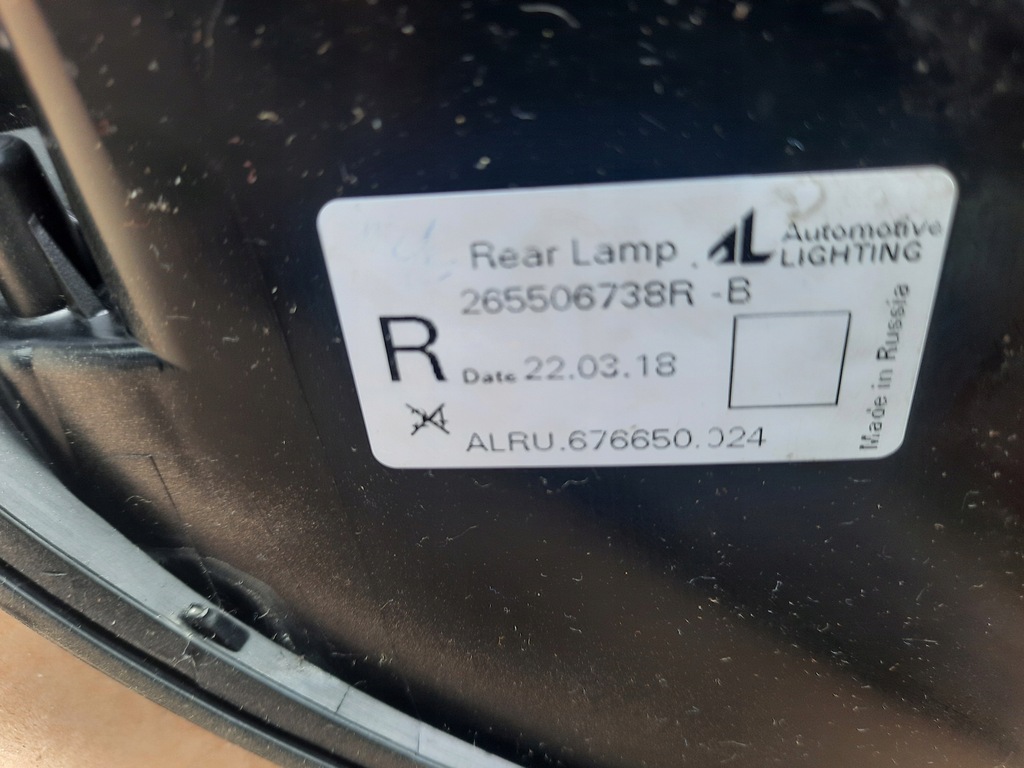 Rear Lamp
AL Automotive
LIGHTING
265506738R -B
R
Date 22.03.18
ALRU.676650.024
Made in Russia